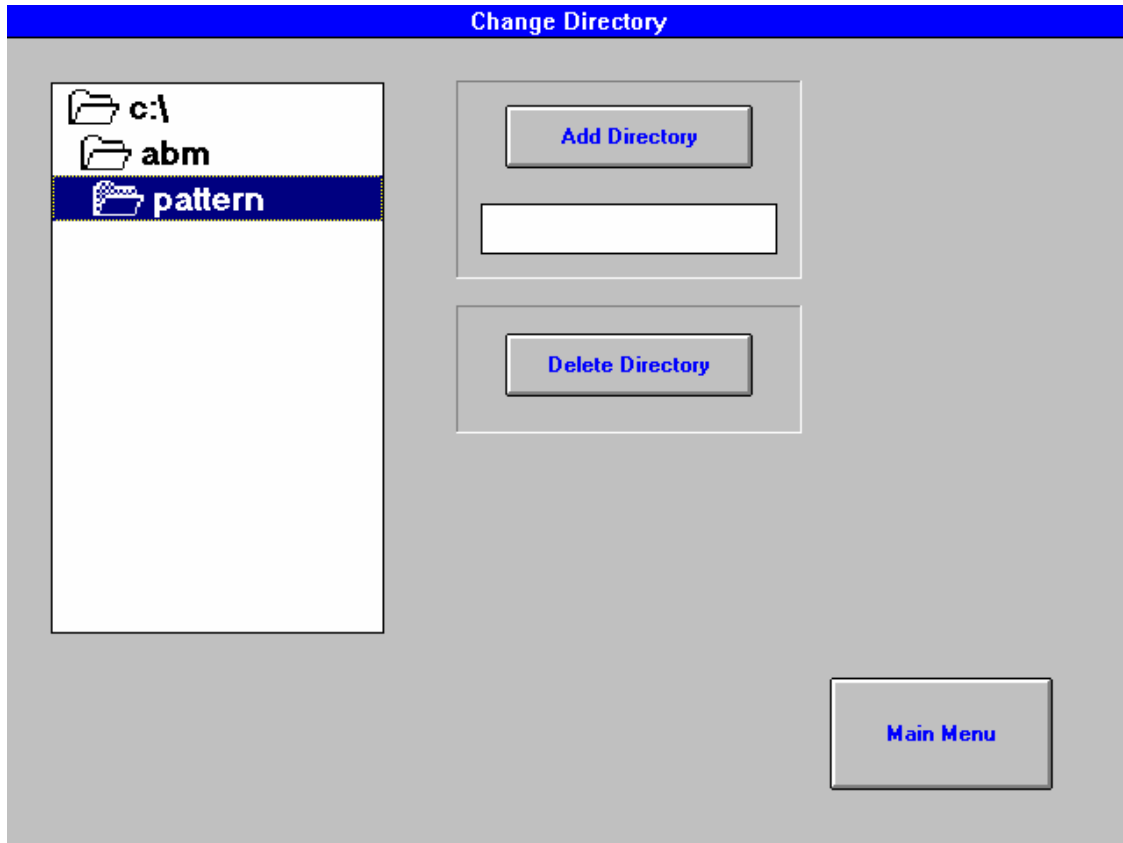 Change Directory
c:\
abm
pattern
Add Directory
Delete Directory
Main Menu